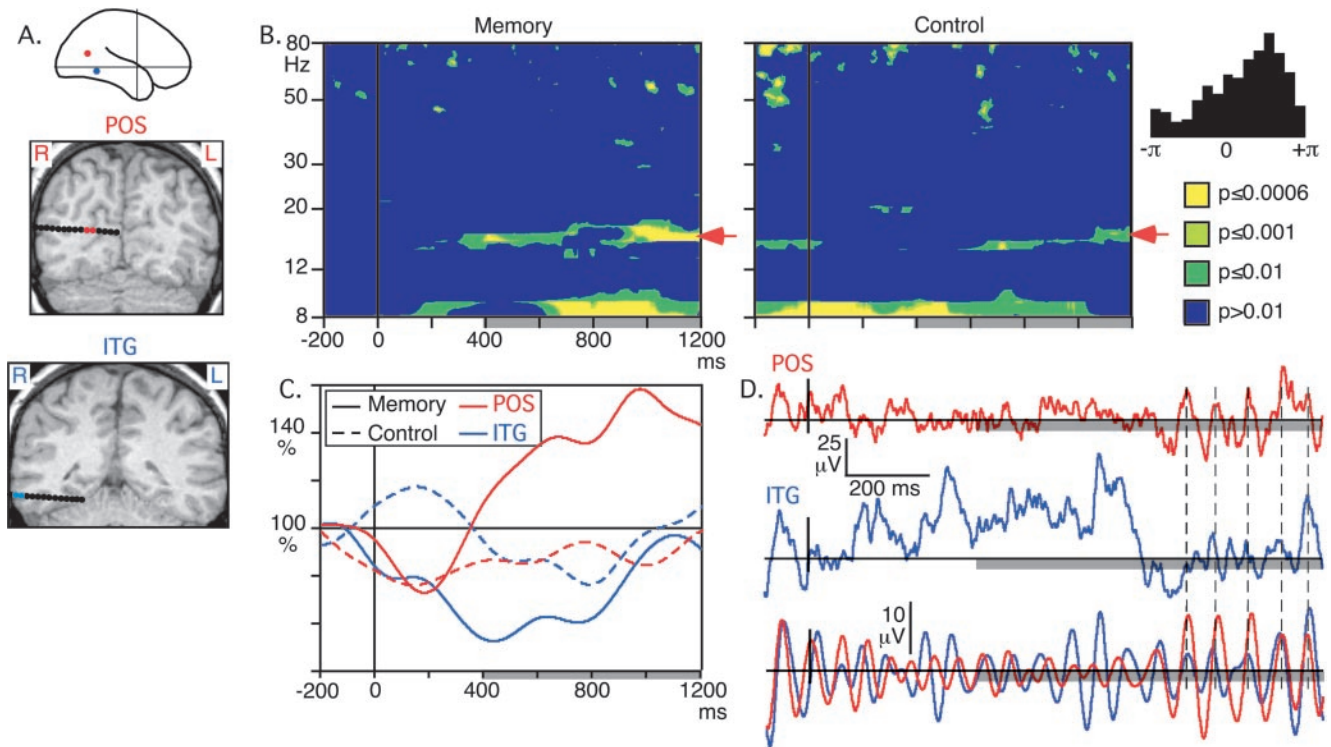 A.
POS
R L
ITG
R L
B.
Memory
Control
80
Hz
50
30
20
12
8
-200 0 400 800 1200
ms
-π 0 +π
p≤0.0006
p≤0.001
p≤0.01
p>0.01
C.
Memory POS
Control ITG
140
%
100
%
-200 0 400 800 1200
ms
D.
POS
25
μV
200 ms
ITG
10
μV